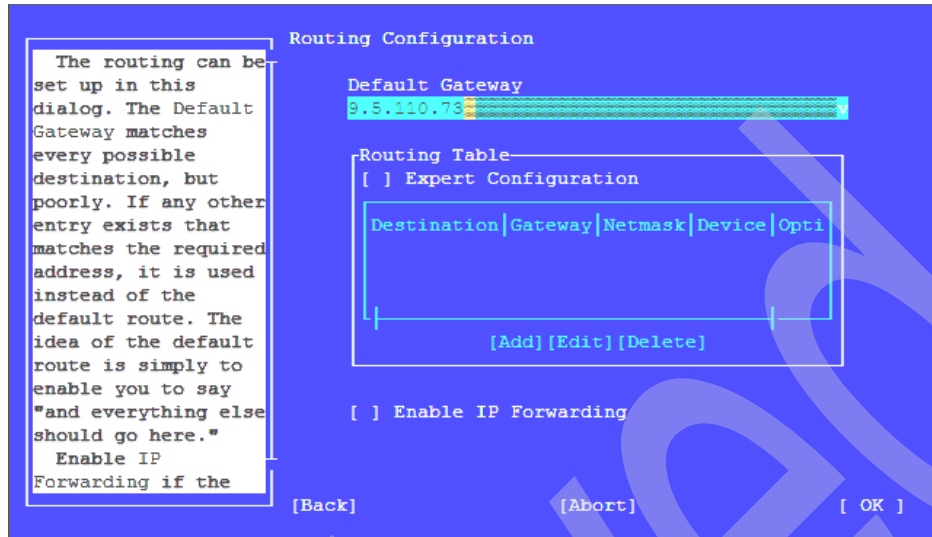 Routing Configuration
The routing can be
set up in this
dialog. The Default
Gateway matches
every possible
destination, but
poorly. If any other
entry exists that
matches the required
address, it is used
instead of the
default route. The
idea of the default
route is simply to
enable you to say
"and everything else
should go here."
Enable IP
Forwarding if the
Default Gateway
9.5.110.73 v
Routing Table
[ ] Expert Configuration
Destination|Gateway|Netmask|Device|Opti
[Add][Edit][Delete]
[ ] Enable IP Forwarding
[Back] [Abort] [ OK ]